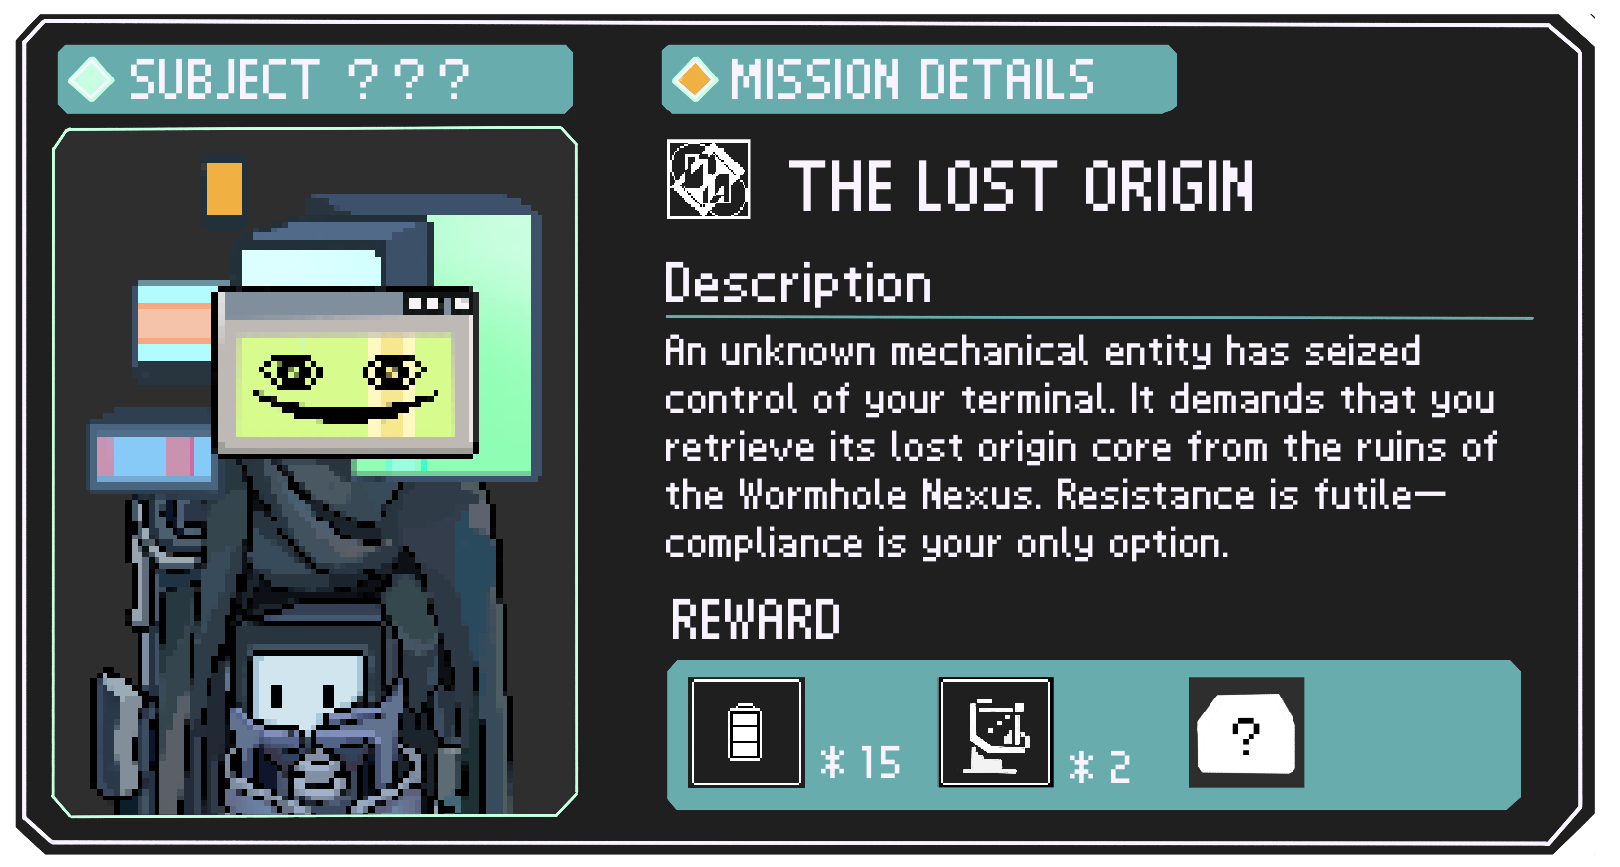 SUBJECT ???
MISSION DETAILS
THE LOST ORIGIN
Description
An unknown mechanical entity has seized
control of your terminal. It demands that you
retrieve its lost origin core from the ruins of
the Wormhole Nexus. Resistance is futile—
compliance is your only option.
REWARD
* 15
* 2
?